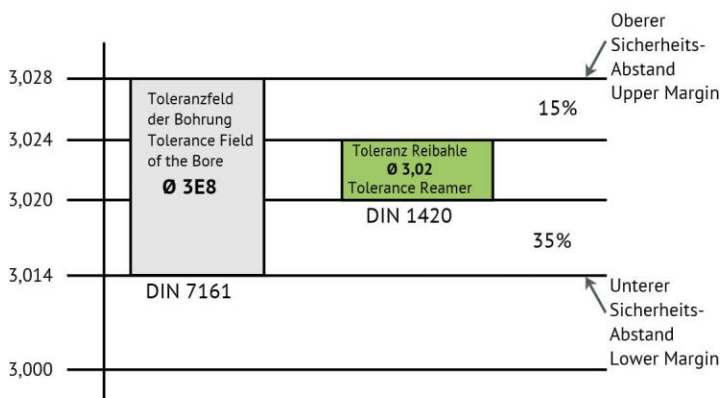 Oberer
Sicherheits-
Abstand
Upper Margin
3,028
Toleranzfeld
der Bohrung
Tolerance Field
of the Bore
Ø 3E8
15%
3,024
Toleranz Reibahle
Ø 3,02
Tolerance Reamer
3,020
DIN 1420
35%
3,014
DIN 7161
Unterer
Sicherheits-
Abstand
Lower Margin
3,000